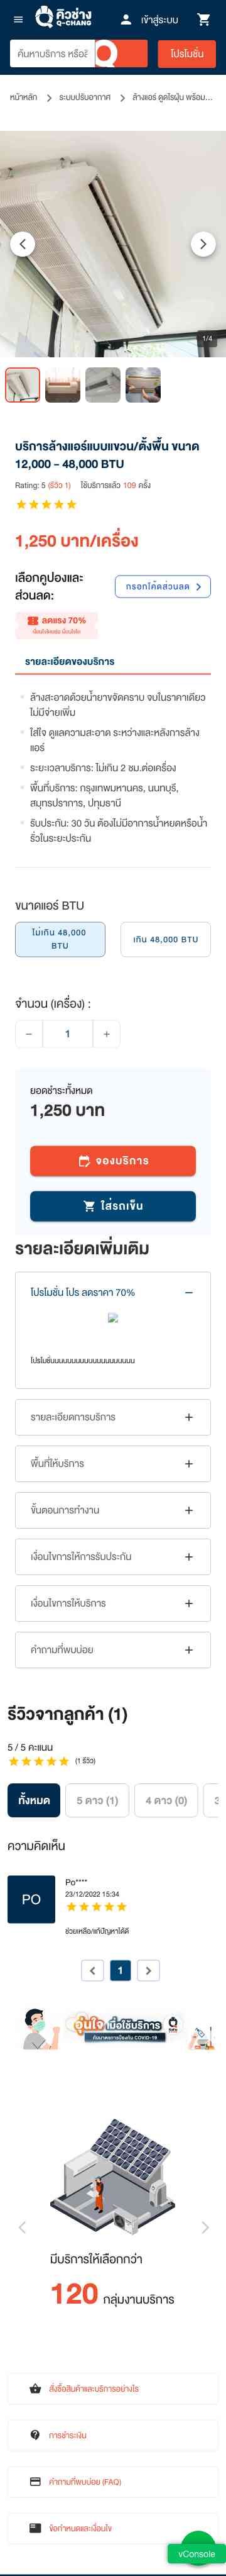 คิวช่าง
Q-CHANG
เข้าสู่ระบบ
ค้นหาบริการ หรือสิ
โปรโมชั่น
หน้าหลัก > ระบบปรับอากาศ > ล้างแอร์ ดูดไรฝุ่น พร้อม...
1/4
บริการล้างแอร์แบบแขวน/ตั้งพื้น ขนาด
12,000 - 48,000 BTU
Rating: 5 (รีวิว 1) ใช้บริการแล้ว 109 ครั้ง
1,250 บาท/เครื่อง
เลือกคูปองและ
ส่วนลด:
กรอกโค้ดส่วนลด
ลดแรง 70%
รายละเอียดของบริการ
ล้างสะอาดด้วยน้ำยาขจัดคราบ จบในราคาเดียว
ไม่มีจ่ายเพิ่ม
ใส่ใจ ดูแลความสะอาด ระหว่างและหลังการล้าง
แอร์
ระยะเวลาบริการ: ไม่เกิน 2 ชม.ต่อเครื่อง
พื้นที่บริการ: กรุงเทพมหานคร, นนทบุรี,
สมุทรปราการ, ปทุมธานี
รับประกัน: 30 วัน ต้องไม่มีอาการน้ำหยดหรือน้ำ
รั่วในระยะประกัน
ขนาดแอร์ BTU
ไม่เกิน 48,000
BTU
เกิน 48,000 BTU
จำนวน (เครื่อง) :
− 1 +
ยอดชำระทั้งหมด
1,250 บาท
จองบริการ
ใส่รถเข็น
รายละเอียดเพิ่มเติม
โปรโมชั่น โปร ลดราคา 70%
โปรโมชั่นนนนนนนนนนนนนนนนนนน
รายละเอียดการบริการ
พื้นที่ให้บริการ
ขั้นตอนการทำงาน
เงื่อนไขการให้การรับประกัน
เงื่อนไขการให้บริการ
คำถามที่พบบ่อย
รีวิวจากลูกค้า (1)
5 / 5 คะแนน
(1 รีวิว)
ทั้งหมด
5 ดาว (1)
4 ดาว (0)
3
ความคิดเห็น
PO
Po****
23/12/2022 15:34
ช่วยเหลือ/แก้ปัญหาได้ดี
1
อุ่นใจ เมื่อใช้บริการ
กับมาตรการป้องกัน COVID-19
มีบริการให้เลือกกว่า
120 กลุ่มงานบริการ
สั่งซื้อสินค้าและบริการอย่างไร
การชำระเงิน
คำถามที่พบบ่อย (FAQ)
ข้อกำหนดและเงื่อนไข
vConsole